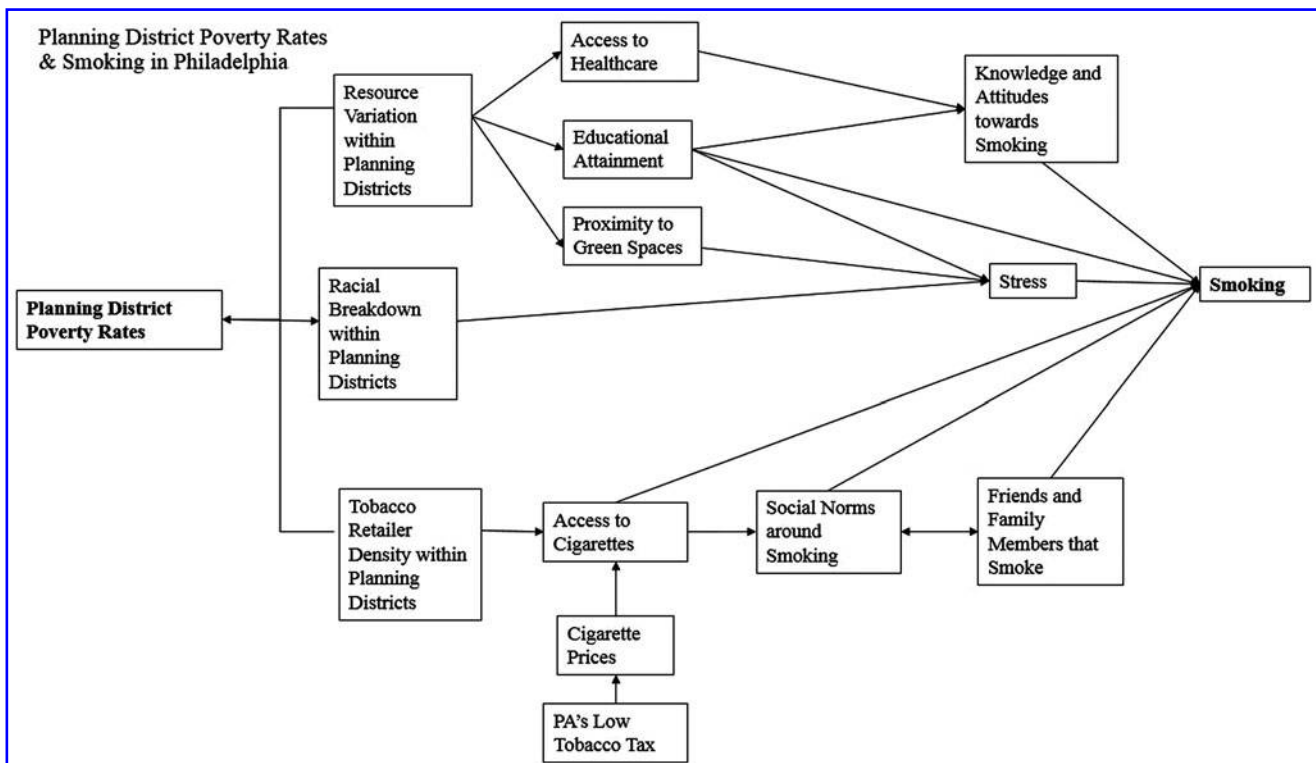 Planning District Poverty Rates
& Smoking in Philadelphia
Access to
Healthcare
Knowledge and
Attitudes
towards
Smoking
Resource
Variation
within
Planning
Districts
Educational
Attainment
Proximity to
Green Spaces
Stress
Smoking
Planning District
Poverty Rates
Racial
Breakdown
within
Planning
Districts
Tobacco
Retailer
Density within
Planning
Districts
Access to
Cigarettes
Social Norms
around
Smoking
Friends and
Family
Members that
Smoke
Cigarette
Prices
PA's Low
Tobacco Tax